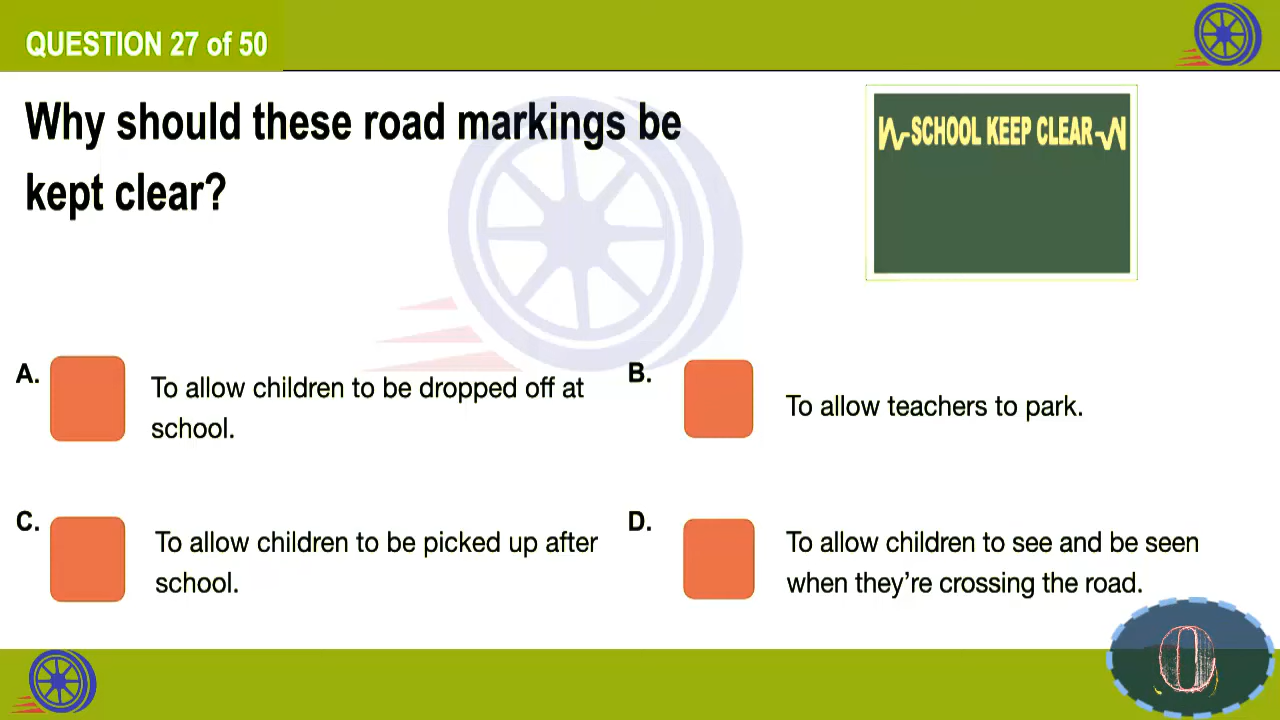 QUESTION 27 of 50
Why should these road markings be
kept clear?
SCHOOL KEEP CLEAR
A.
To allow children to be dropped off at
school.
B.
To allow teachers to park.
C.
To allow children to be picked up after
school.
D.
To allow children to see and be seen
when they’re crossing the road.
0